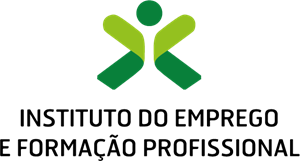 INSTITUTO DO EMPREGO
E FORMAÇÃO PROFISSIONAL